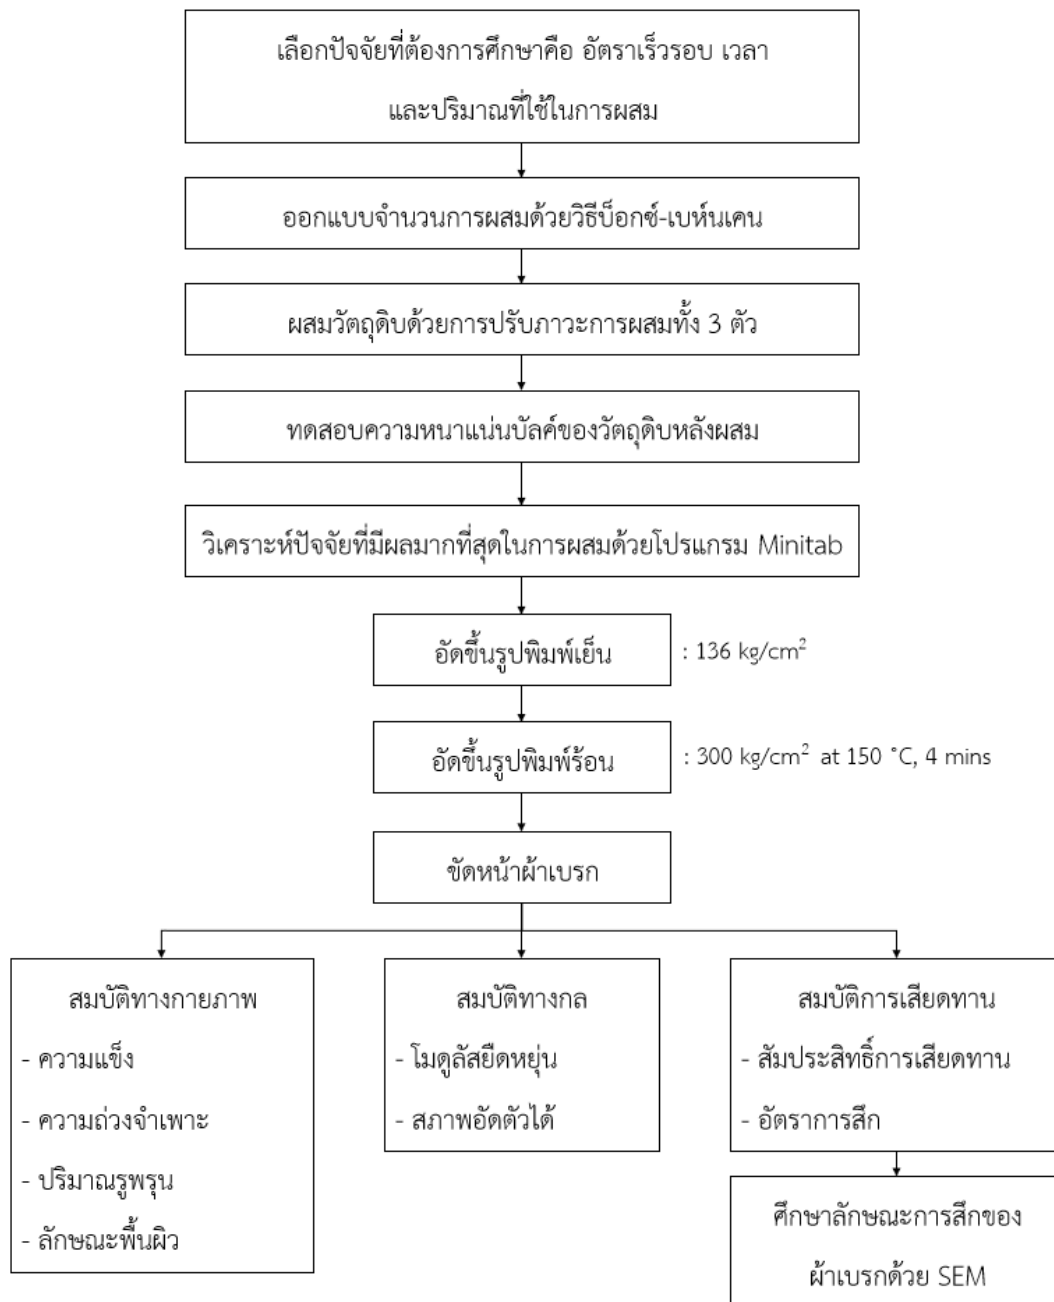 เลือกปัจจัยที่ต้องการศึกษาคือ อัตราเร็วรอบ เวลา
และปริมาณที่ใช้ในการผสม
ออกแบบจำนวนการผสมด้วยวิธีบ็อกซ์-เบห์นเคน
ผสมวัตถุดิบด้วยการปรับภาวะการผสมทั้ง 3 ตัว
ทดสอบความหนาแน่นบัลค์ของวัตถุดิบหลังผสม
วิเคราะห์ปัจจัยที่มีผลมากที่สุดในการผสมด้วยโปรแกรม Minitab
อัดขึ้นรูปพิมพ์เย็น : 136 kg/cm²
อัดขึ้นรูปพิมพ์ร้อน : 300 kg/cm² at 150 °C, 4 mins
ขัดหน้าผ้าเบรก
สมบัติทางกายภาพ
- ความแข็ง
- ความถ่วงจำเพาะ
- ปริมาณรูพรุน
- ลักษณะพื้นผิว
สมบัติทางกล
- โมดูลัสยืดหยุ่น
- สภาพอัดตัวได้
สมบัติการเสียดทาน
- สัมประสิทธิ์การเสียดทาน
- อัตราการสึก
ศึกษาลักษณะการสึกของ
ผ้าเบรกด้วย SEM